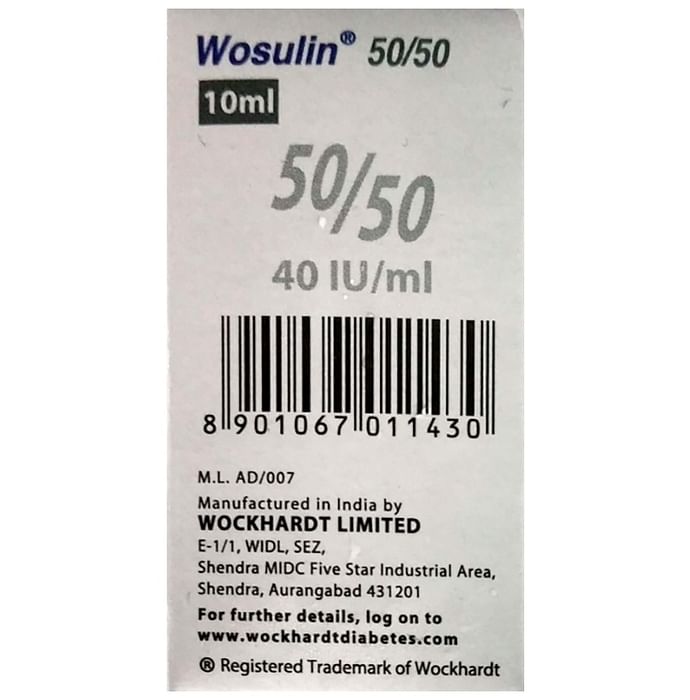 Wosulin® 50/50
10ml
50/50
40 IU/ml
8 901067 011430
M.L. AD/007
Manufactured in India by
WOCKHARDT LIMITED
E-1/1, WIDL, SEZ,
Shendra MIDC Five Star Industrial Area,
Shendra, Aurangabad 431201
For further details, log on to
www.wockhardtdiabetes.com
® Registered Trademark of Wockhardt